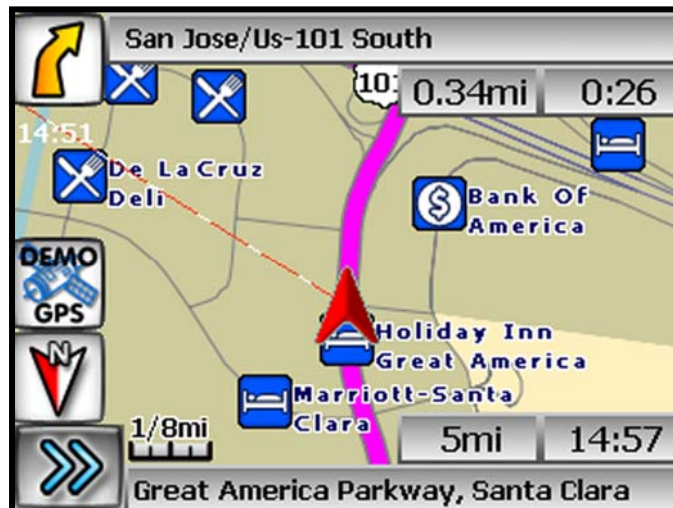 San Jose/Us-101 South
101
0.34mi 0:26
14:51
De La Cruz
Deli
Bank Of
America
DEMO
GPS
N
Holiday Inn
Great America
Marriott-Santa
Clara
1/8mi
5mi 14:57
Great America Parkway, Santa Clara